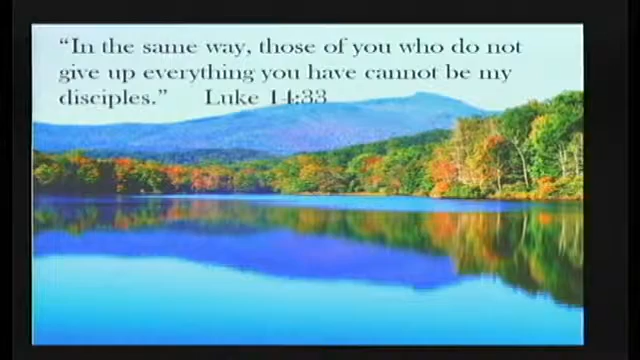 “In the same way, those of you who do not
give up everything you have cannot be my
disciples.” Luke 14:33